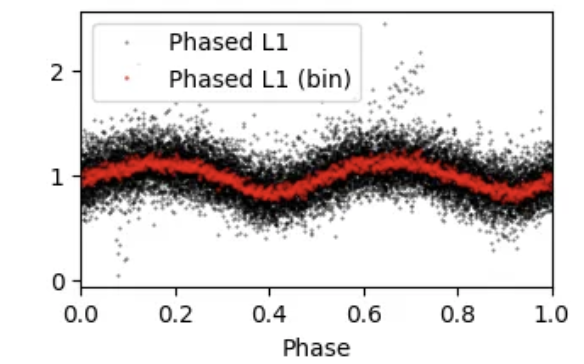 Phased L1
Phased L1 (bin)
2
1
0
0.0 0.2 0.4 0.6 0.8 1.0
Phase